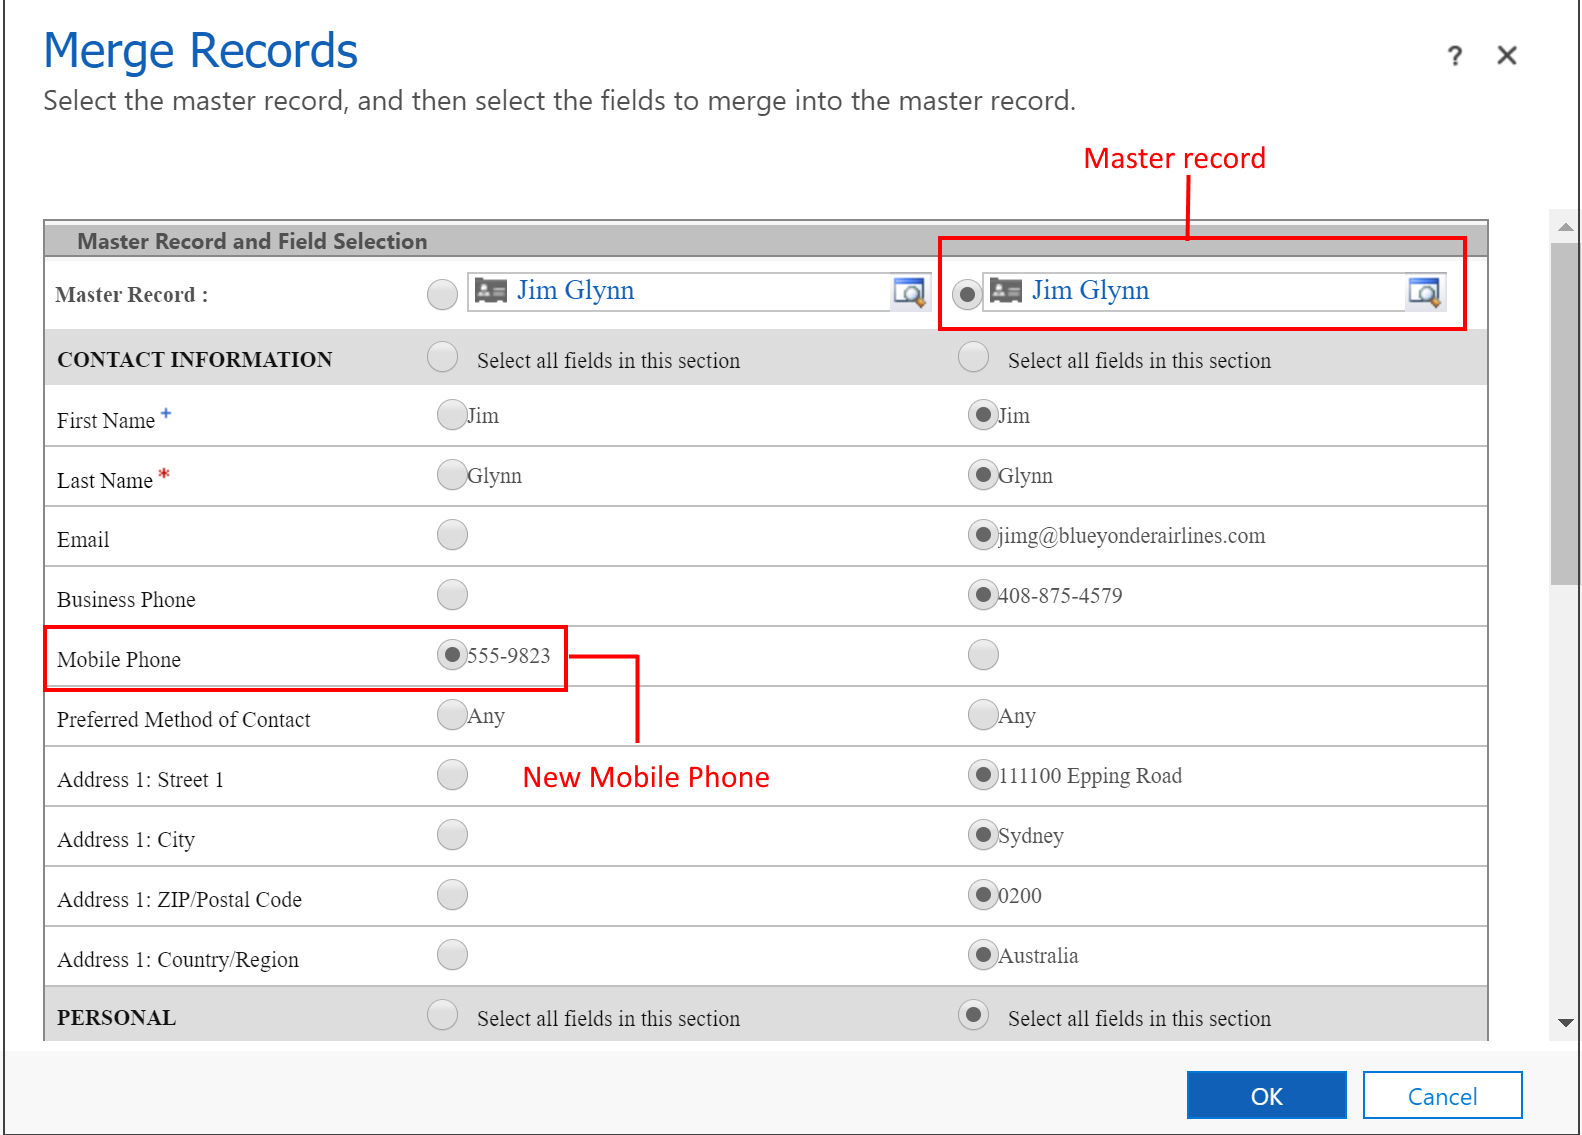 Merge Records
? ✕
Select the master record, and then select the fields to merge into the master record.
Master record
Master Record and Field Selection
Master Record : Jim Glynn Jim Glynn
CONTACT INFORMATION Select all fields in this section Select all fields in this section
First Name + Jim Jim
Last Name * Glynn Glynn
Email jimg@blueyonderairlines.com
Business Phone 408-875-4579
Mobile Phone 555-9823
Preferred Method of Contact Any Any
New Mobile Phone
Address 1: Street 1 111100 Epping Road
Address 1: City Sydney
Address 1: ZIP/Postal Code 0200
Address 1: Country/Region Australia
PERSONAL Select all fields in this section Select all fields in this section
OK Cancel